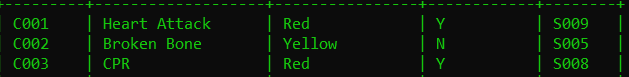 | C001 | Heart Attack | Red | Y | S009 |
| C002 | Broken Bone | Yellow | N | S005 |
| C003 | CPR | Red | Y | S008 |